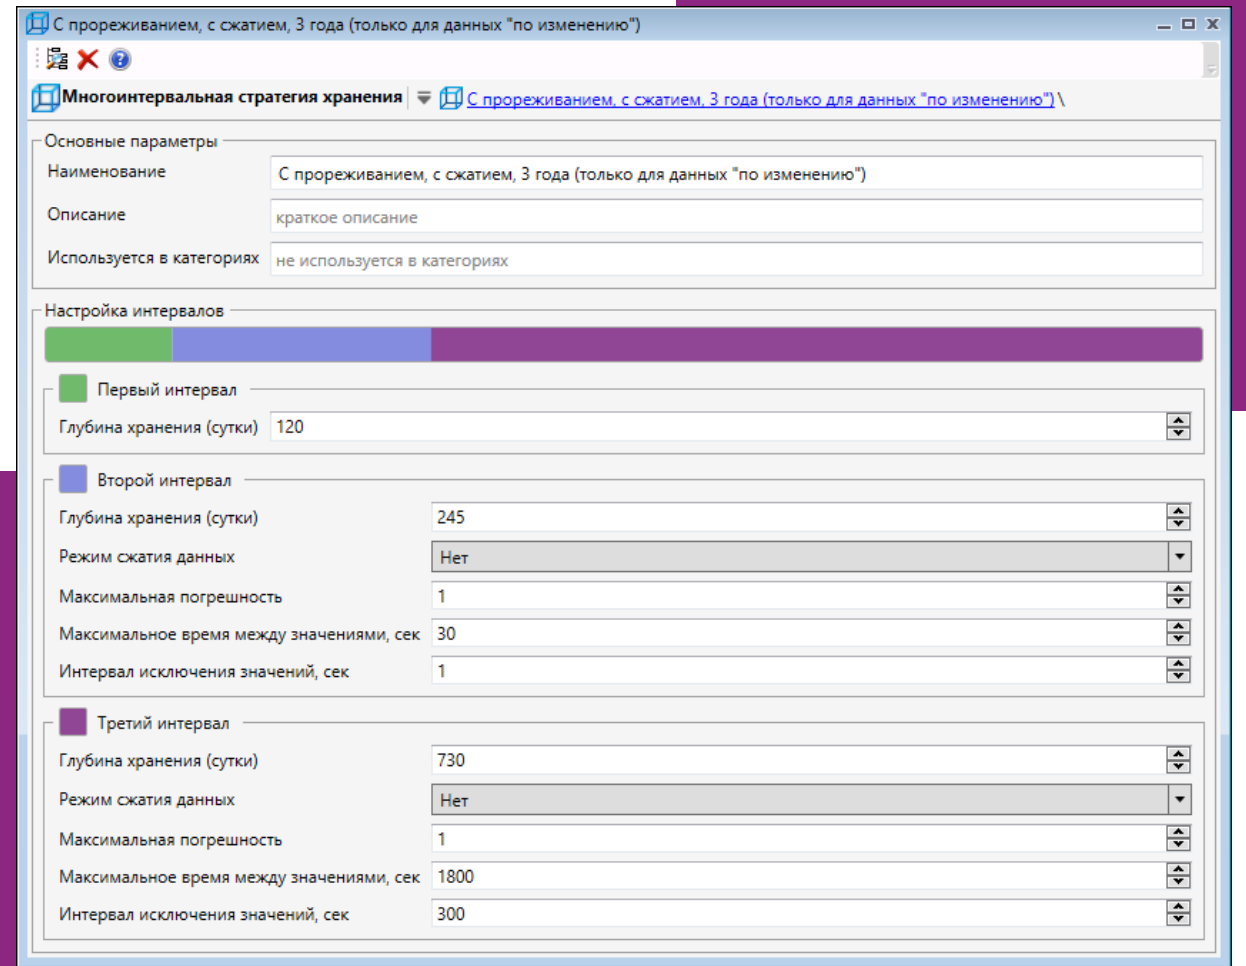 С прореживанием, с сжатием, 3 года (только для данных "по изменению")
Многоинтервальная стратегия хранения С прореживанием, с сжатием, 3 года (только для данных "по изменению") \
Основные параметры
Наименование С прореживанием, с сжатием, 3 года (только для данных "по изменению")
Описание краткое описание
Используется в категориях не используется в категориях
Настройка интервалов
Первый интервал
Глубина хранения (сутки) 120
Второй интервал
Глубина хранения (сутки) 245
Режим сжатия данных Нет
Максимальная погрешность 1
Максимальное время между значениями, сек 30
Интервал исключения значений, сек 1
Третий интервал
Глубина хранения (сутки) 730
Режим сжатия данных Нет
Максимальная погрешность 1
Максимальное время между значениями, сек 1800
Интервал исключения значений, сек 300